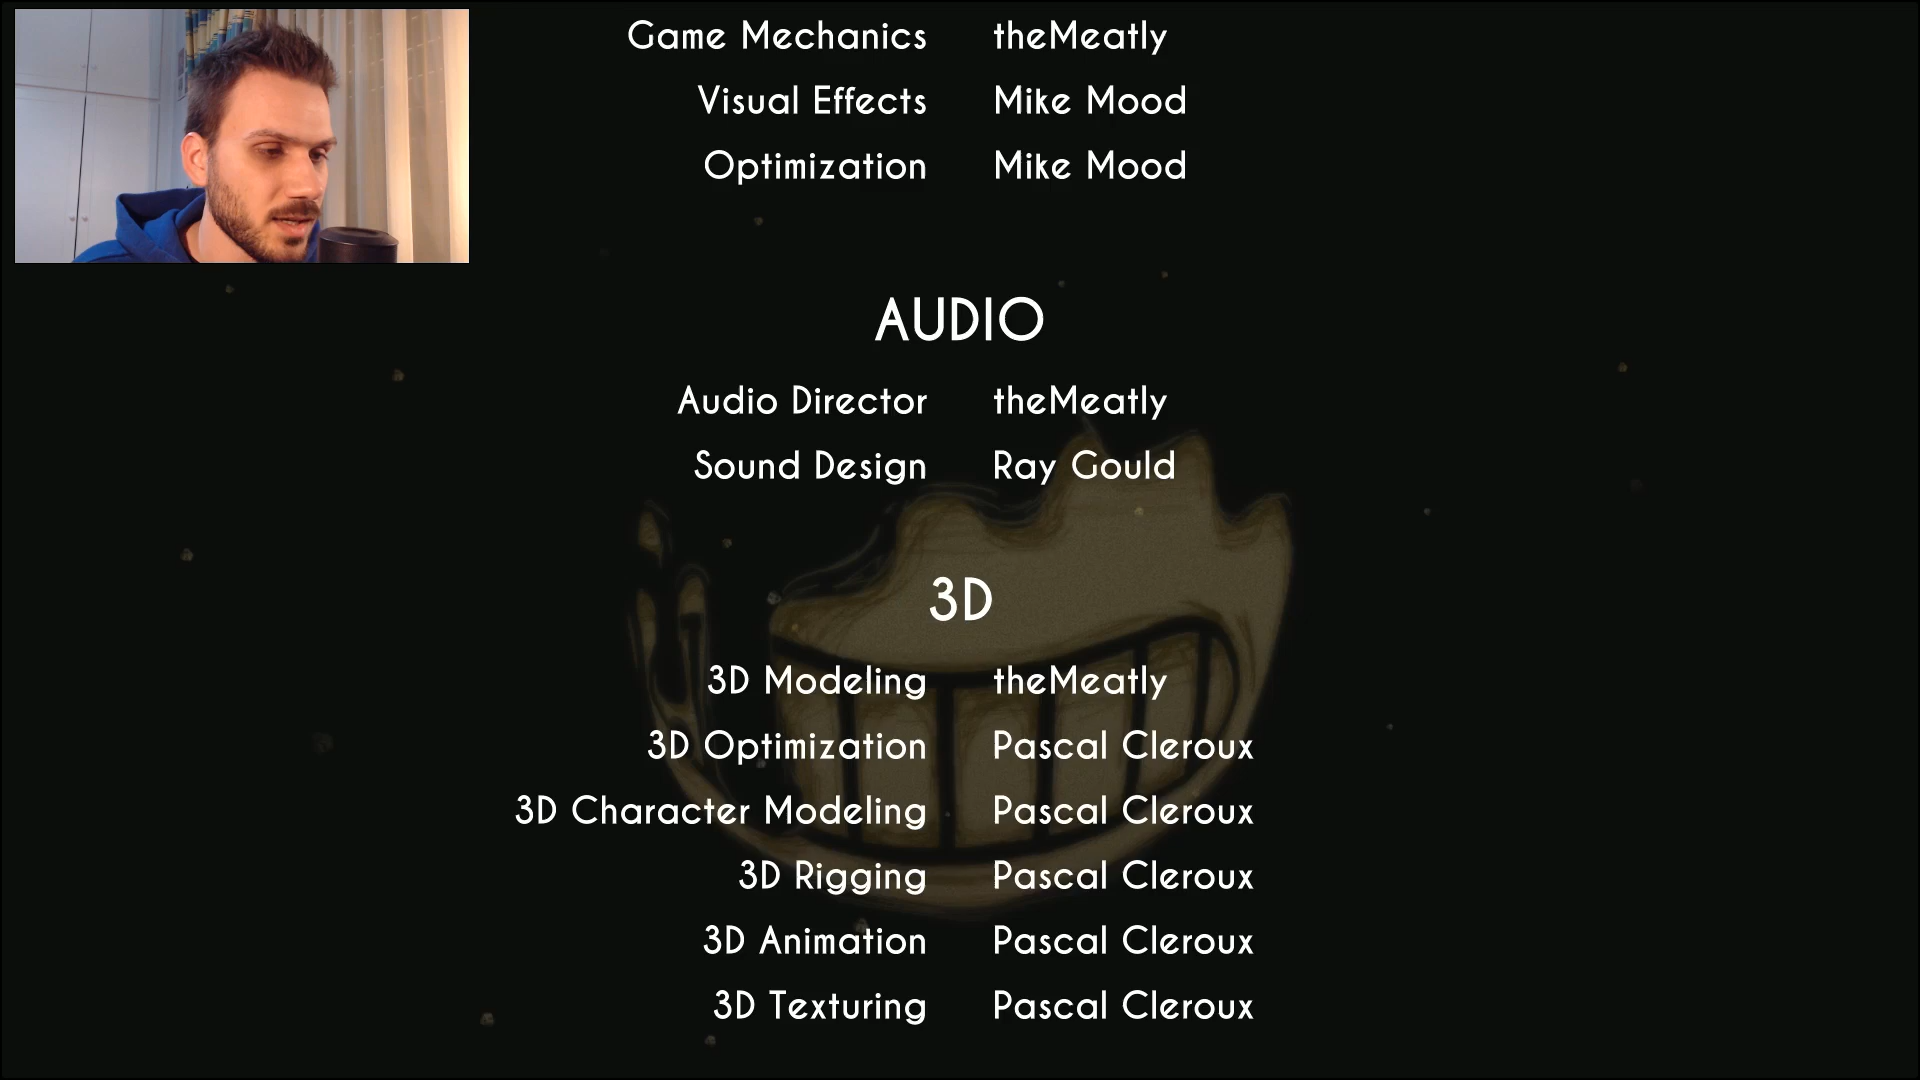 Game Mechanics theMeatly
Visual Effects Mike Mood
Optimization Mike Mood
AUDIO
Audio Director theMeatly
Sound Design Ray Gould
3D
3D Modeling theMeatly
3D Optimization Pascal Cleroux
3D Character Modeling Pascal Cleroux
3D Rigging Pascal Cleroux
3D Animation Pascal Cleroux
3D Texturing Pascal Cleroux